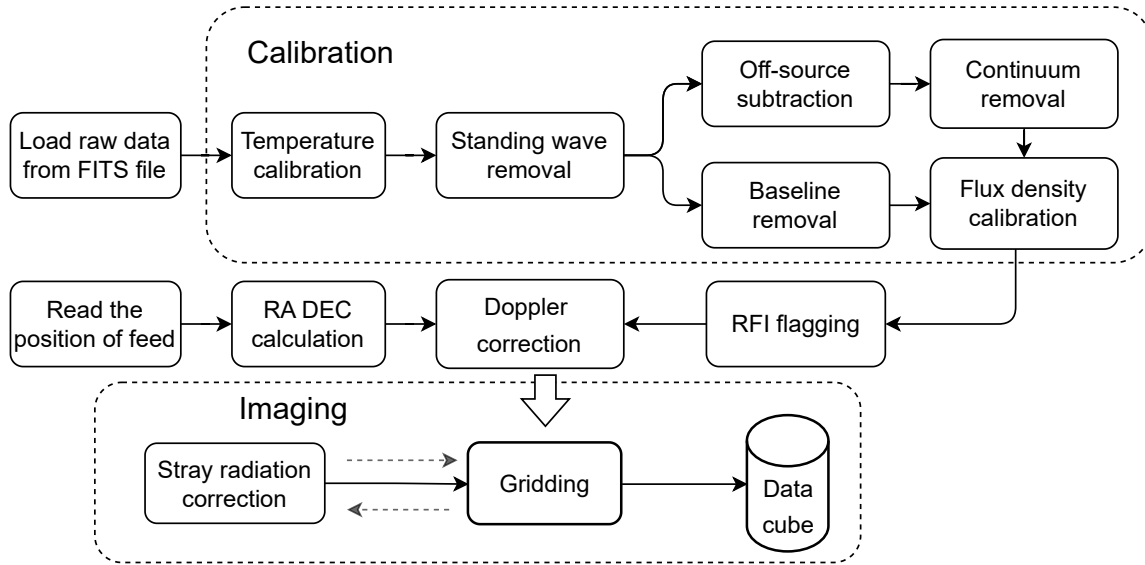 Calibration
Load raw data
from FITS file
Temperature
calibration
Standing wave
removal
Off-source
subtraction
Continuum
removal
Baseline
removal
Flux density
calibration
Read the
position of feed
RA DEC
calculation
Doppler
correction
RFI flagging
Imaging
Stray radiation
correction
Gridding
Data
cube